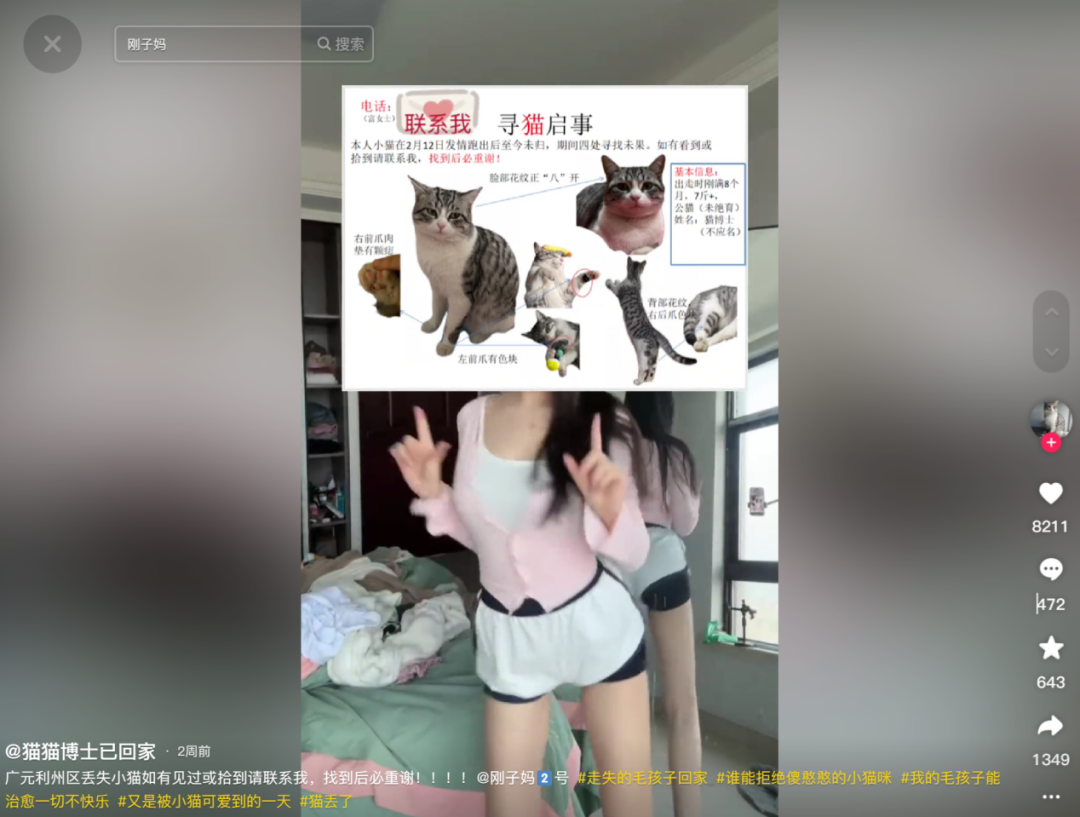 刚子妈
搜索
电话：
联系我
寻猫启事
本人小猫在2月12日发情跑出后至今未归，期间四处寻找未果。如有看到或
拾到请联系我，找到后必重谢！
脸部花纹正“八”开
基本信息：
出走时刚满8个
月，7斤+，
公猫（未绝育）
姓名：猫博士
（不应名）
右前爪肉
垫有颗痣
背部花纹，
右后爪色
左前爪有色块
8211
472
643
1349
@猫猫博士已回家 · 2周前
广元利州区丢失小猫如有见过或拾到请联系我，找到后必重谢！！！！ @刚子妈2️⃣号 #走失的毛孩子回家 #谁能拒绝傻憨憨的小猫咪 #我的毛孩子能
治愈一切不快乐 #又是被小猫可爱到的一天 #猫丢了